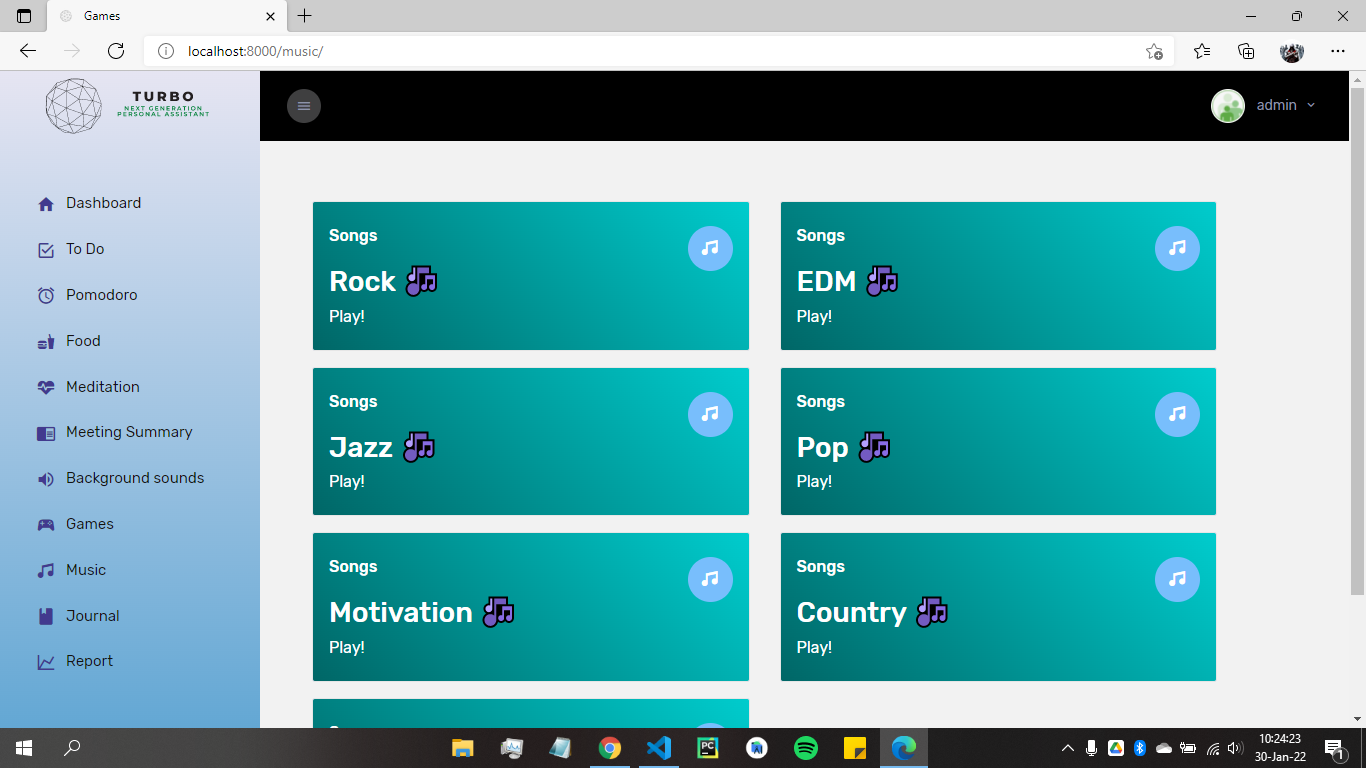 Games
localhost:8000/music/
TURBO
NEXT GENERATION
PERSONAL ASSISTANT
admin
Dashboard
To Do
Pomodoro
Food
Meditation
Meeting Summary
Background sounds
Games
Music
Journal
Report
Songs
Rock
Play!
Songs
EDM
Play!
Songs
Jazz
Play!
Songs
Pop
Play!
Songs
Motivation
Play!
Songs
Country
Play!
PC
10:24:23
30-Jan-22
1